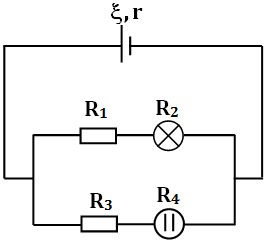 ξ, r
R₁ R₂
R₃ R₄